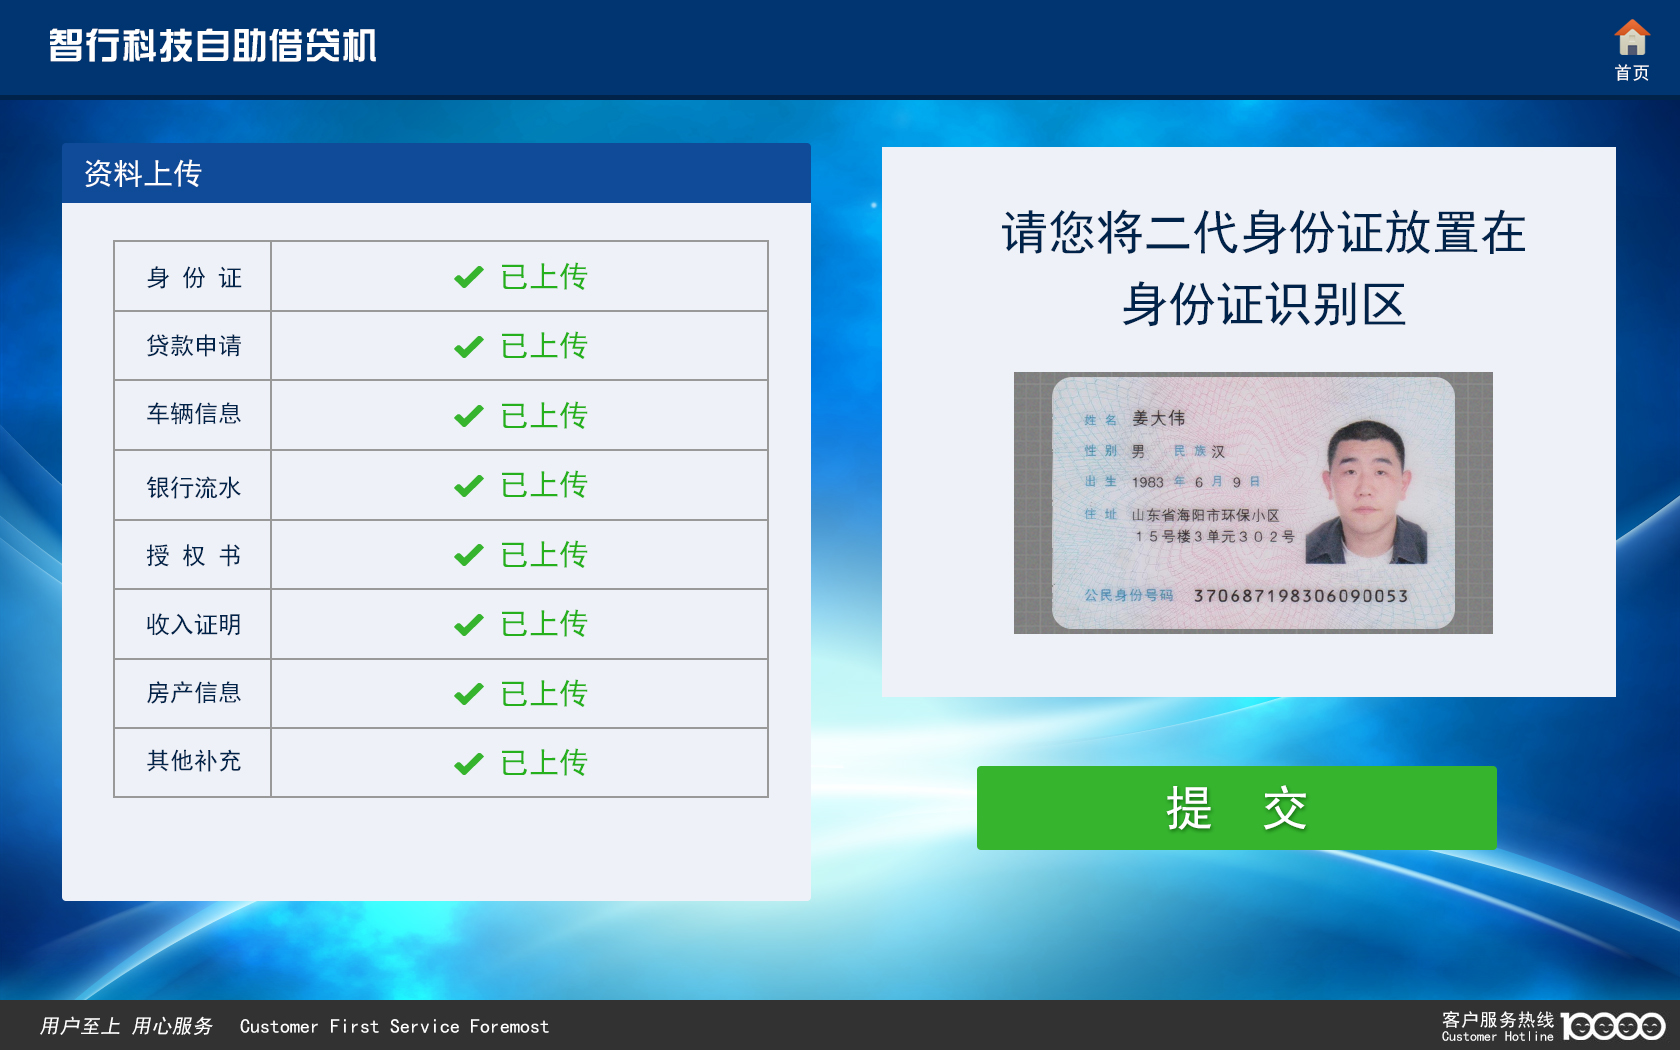 智行科技自助借贷机
首页
资料上传
身 份 证 已上传
贷款申请 已上传
车辆信息 已上传
银行流水 已上传
授 权 书 已上传
收入证明 已上传
房产信息 已上传
其他补充 已上传
请您将二代身份证放置在
身份证识别区
姓 名 姜大伟
性 别 男 民 族 汉
出 生 1983 年 6 月 9 日
住 址 山东省海阳市环保小区
15号楼3单元302号
公民身份号码 370687198306090053
提 交
用户至上 用心服务 Customer First Service Foremost
客户服务热线 10000
Customer Hotline